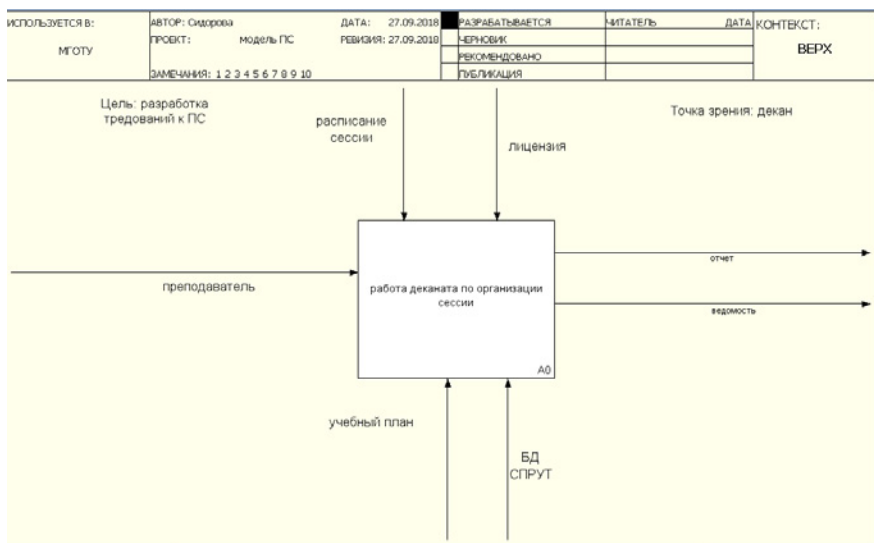 ИСПОЛЬЗУЕТСЯ В:
МГОТУ
АВТОР: Сидорова
ДАТА: 27.09.2018
ПРОЕКТ: модель ПС
РЕВИЗИЯ: 27.09.2018
ЗАМЕЧАНИЯ: 1 2 3 4 5 6 7 8 9 10
РАЗРАБАТЫВАЕТСЯ
ЧЕРНОВИК
РЕКОМЕНДОВАНО
ПУБЛИКАЦИЯ
ЧИТАТЕЛЬ
ДАТА
КОНТЕКСТ:
ВЕРХ
Цель: разработка
тредований к ПС
расписание
сессии
лицензия
Точка зрения: декан
преподаватель
работа деканата по организации
сессии
A0
отчет
ведомость
учебный план
БД
СПРУТ